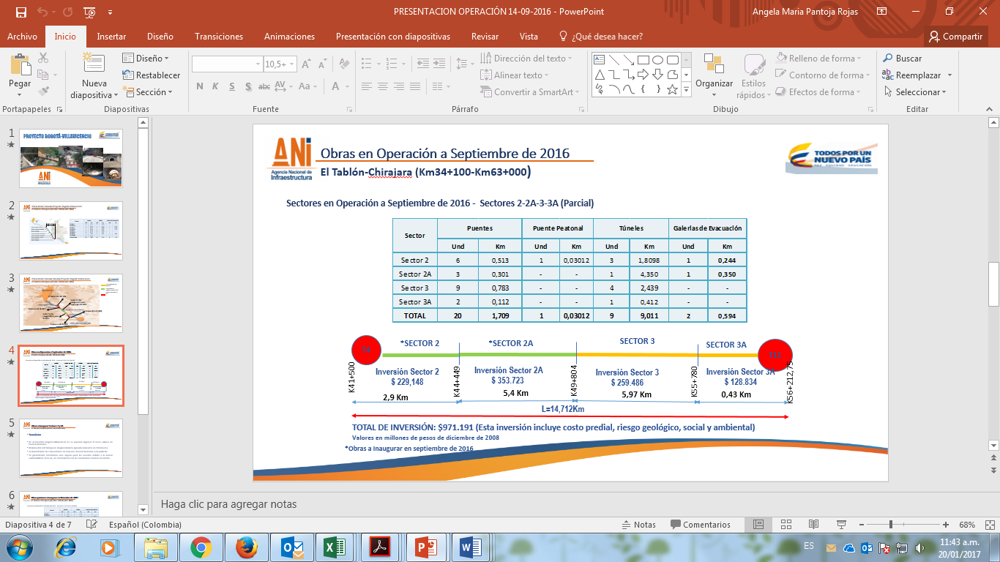 PRESENTACION OPERACIÓN 14-09-2016 - PowerPoint
Angela Maria Pantoja Rojas
Archivo Inicio Insertar Diseño Transiciones Animaciones Presentación con diapositivas Revisar Vista ¿Qué desea hacer? Compartir
Pegar
Nueva diapositiva
Diseño
Restablecer
Sección
10,5+
N K S S abc AV Aa A
Dirección del texto
Alinear texto
Convertir a SmartArt
Organizar
Estilos rápidos
Relleno de forma
Contorno de forma
Efectos de forma
Buscar
Reemplazar
Seleccionar
Portapapeles Diapositivas Fuente Párrafo Dibujo Editar
1
PROYECTO BOGOTÁ-VILLAVICENCIO
2
3
4
5
6
ANI
Agencia Nacional de
Infraestructura
Obras en Operación a Septiembre de 2016
El Tablón-Chirajara (Km34+100-Km63+000)
TODOS POR UN
NUEVO PAÍS
PAZ EQUIDAD EDUCACIÓN
Sectores en Operación a Septiembre de 2016 - Sectores 2-2A-3-3A (Parcial)
Sector Puentes Puente Peatonal Túneles Galerías de Evacuación
Und Km Und Km Und Km Und Km
Sector 2 6 0,513 1 0,03012 3 1,8098 1 0,244
Sector 2A 3 0,301 - - 1 4,350 1 0,350
Sector 3 9 0,783 - - 4 2,439 - -
Sector 3A 2 0,112 - - 1 0,412 - -
TOTAL 20 1,709 1 0,03012 9 9,011 2 0,594
*SECTOR 2 *SECTOR 2A SECTOR 3 SECTOR 3A
K41+500 K44+449 K49+804 K55+780 K56+212,75
Inversión Sector 2 Inversión Sector 2A Inversión Sector 3 Inversión Sector 3A
$ 229,148 $ 353.723 $ 259.486 $ 128.834
2,9 Km 5,4 Km 5,97 Km 0,43 Km
L=14,712Km
TOTAL DE INVERSIÓN: $971.191 (Esta inversión incluye costo predial, riesgo geológico, social y ambiental)
Valores en millones de pesos de diciembre de 2008
*Obras a Inaugurar en septiembre de 2016
Haga clic para agregar notas
Diapositiva 4 de 7 Español (Colombia) Notas Comentarios 68%
ES
11:43 a.m.
20/01/2017